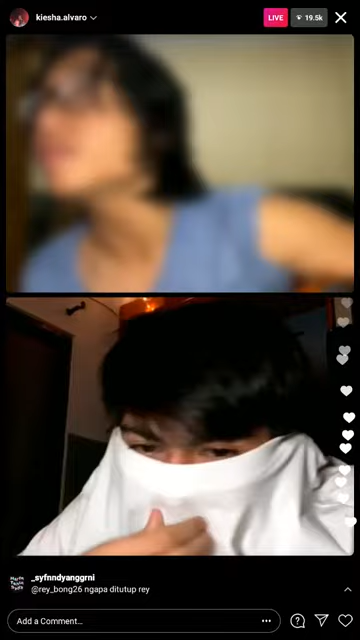 kiesha.alvaro
LIVE
19.5k
_syfnndyanggrni
@rey_bong26 ngapa ditutup rey
Add a Comment...